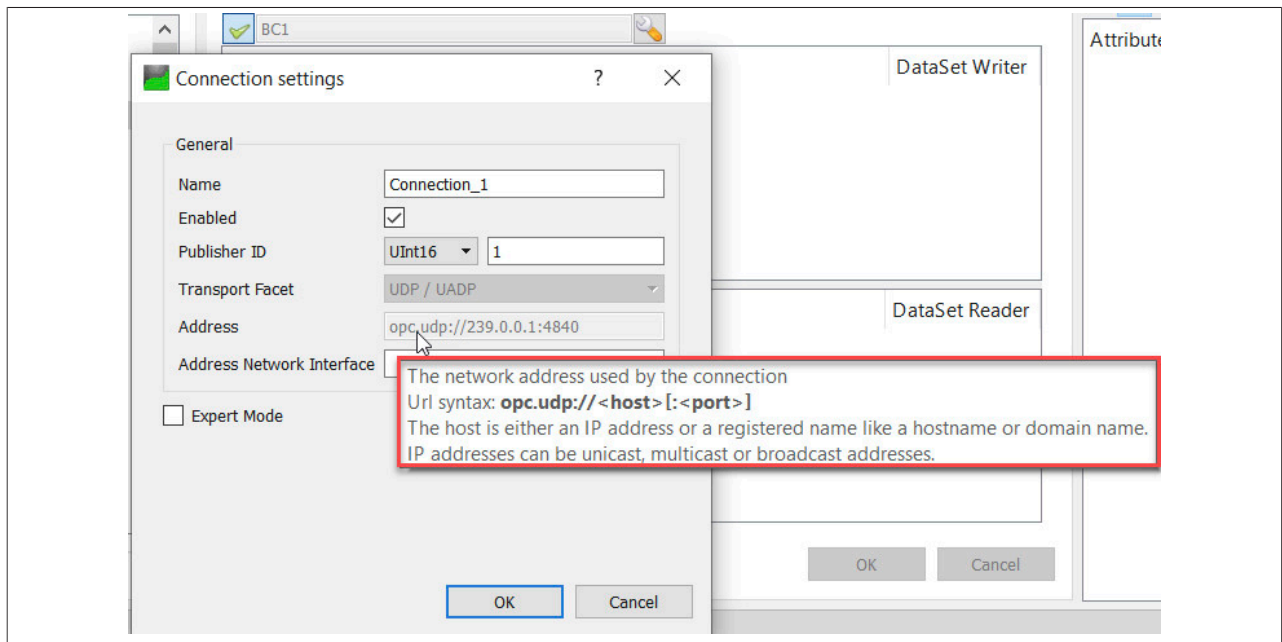 BC1
Attribute
DataSet Writer
Connection settings
?
General
Name
Connection_1
Enabled
Publisher ID
UInt16
1
Transport Facet
UDP / UADP
Address
opc.udp://239.0.0.1:4840
Address Network Interface
DataSet Reader
The network address used by the connection
Url syntax: opc.udp://<host>[:<port>]
The host is either an IP address or a registered name like a hostname or domain name.
IP addresses can be unicast, multicast or broadcast addresses.
Expert Mode
OK
Cancel
OK
Cancel